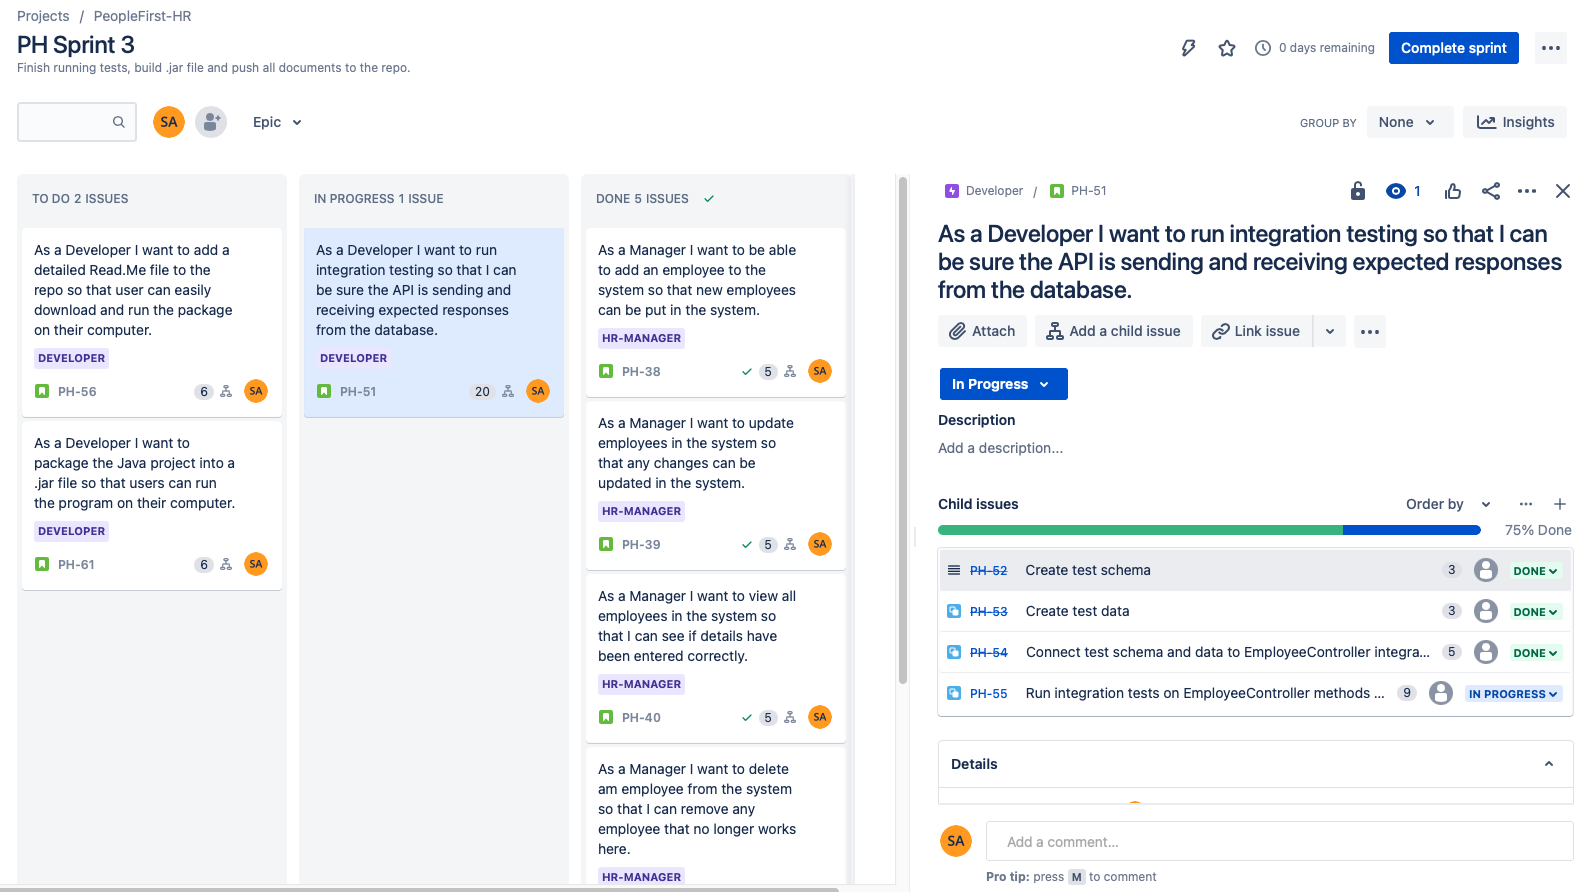 Projects / PeopleFirst-HR
PH Sprint 3
Finish running tests, build .jar file and push all documents to the repo.
0 days remaining
Complete sprint
SA
Epic
GROUP BY
None
Insights
TO DO 2 ISSUES
As a Developer I want to add a
detailed Read.Me file to the
repo so that user can easily
download and run the package
on their computer.
DEVELOPER
PH-56
6
SA
As a Developer I want to
package the Java project into a
.jar file so that users can run
the program on their computer.
DEVELOPER
PH-61
6
SA
IN PROGRESS 1 ISSUE
As a Developer I want to run
integration testing so that I can
be sure the API is sending and
receiving expected responses
from the database.
DEVELOPER
PH-51
20
SA
DONE 5 ISSUES
As a Manager I want to be able
to add an employee to the
system so that new employees
can be put in the system.
HR-MANAGER
PH-38
5
SA
As a Manager I want to update
employees in the system so
that any changes can be
updated in the system.
HR-MANAGER
PH-39
5
SA
As a Manager I want to view all
employees in the system so
that I can see if details have
been entered correctly.
HR-MANAGER
PH-40
5
SA
As a Manager I want to delete
am employee from the system
so that I can remove any
employee that no longer works
here.
HR-MANAGER
Developer / PH-51
1
As a Developer I want to run integration testing so that I can
be sure the API is sending and receiving expected responses
from the database.
Attach
Add a child issue
Link issue
In Progress
Description
Add a description...
Child issues
Order by
75% Done
PH-52 Create test schema 3 DONE
PH-53 Create test data 3 DONE
PH-54 Connect test schema and data to EmployeeController integra... 5 DONE
PH-55 Run integration tests on EmployeeController methods ... 9 IN PROGRESS
Details
SA
Add a comment...
Pro tip: press M to comment